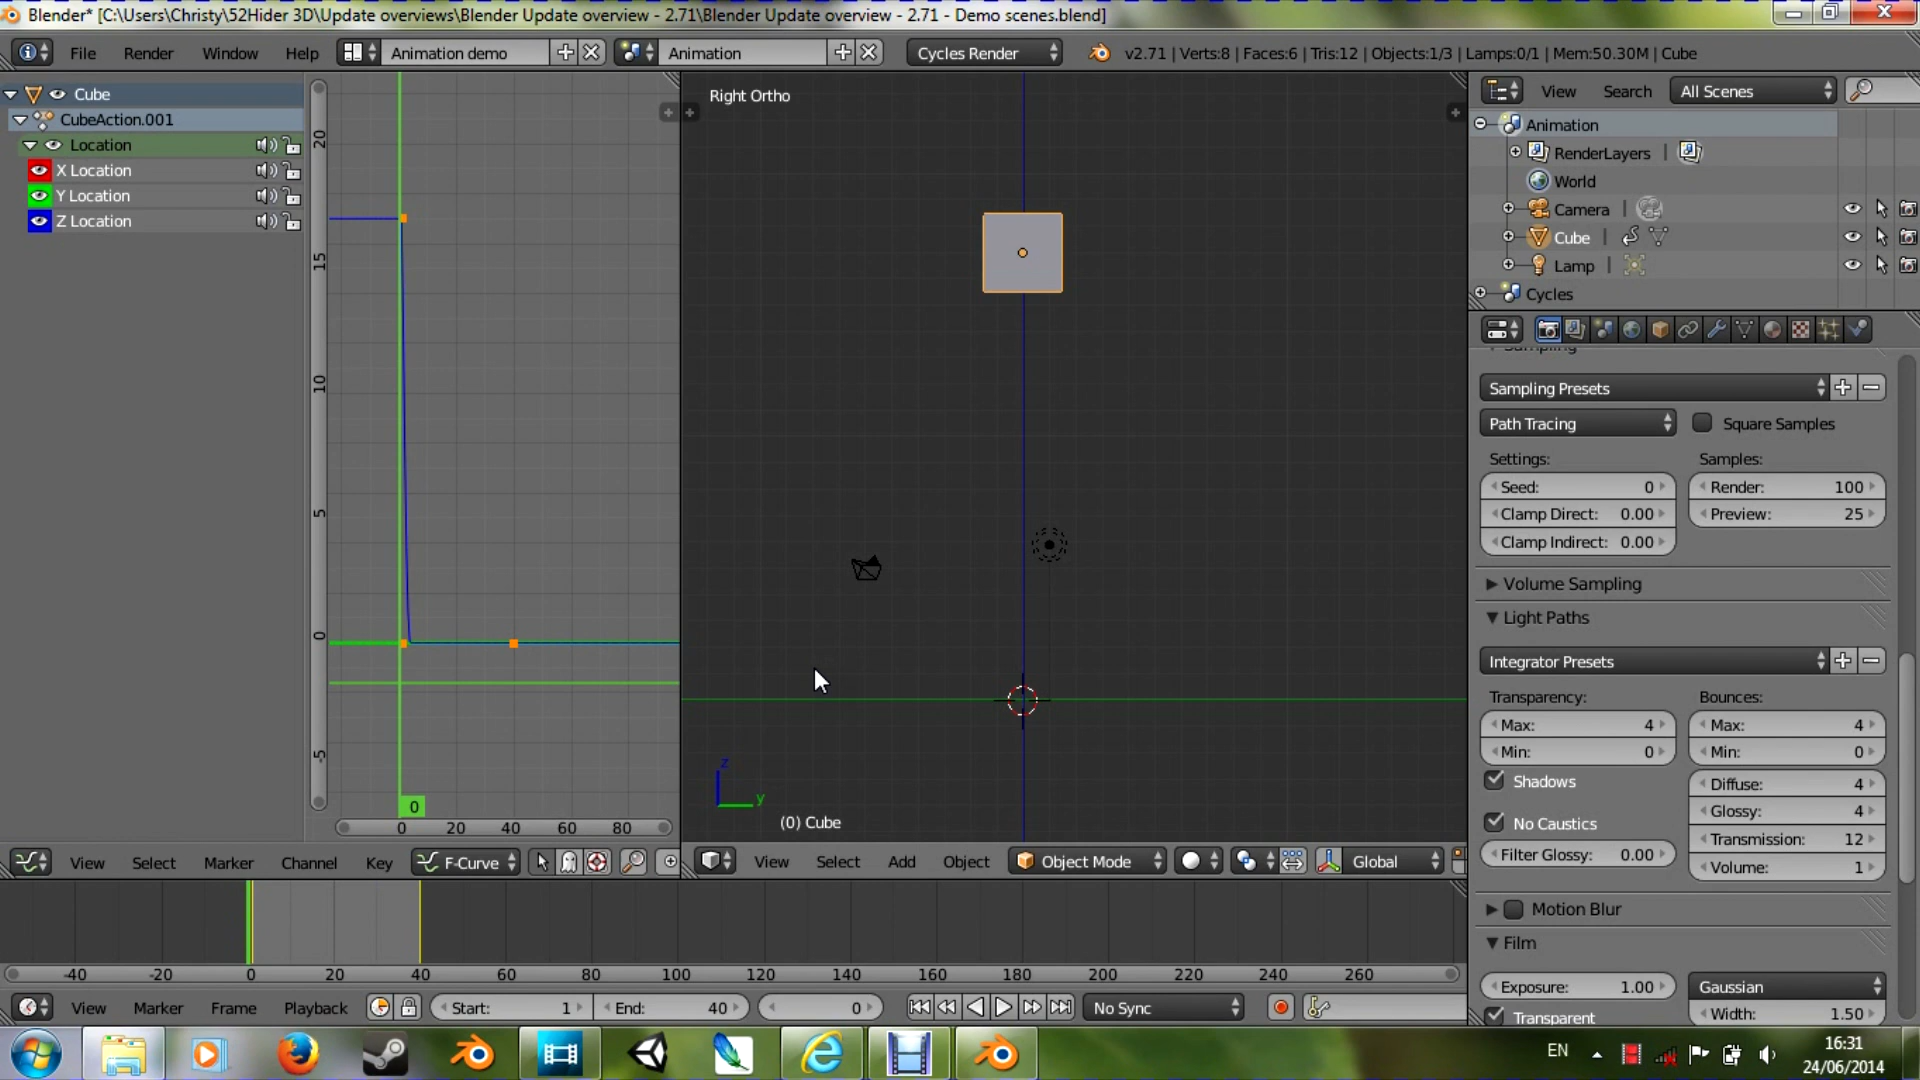 Blender* [C:\Users\Christy\52Hider 3D\Update overviews\Blender Update overview - 2.71\Blender Update overview - 2.71 - Demo scenes.blend]
File Render Window Help Animation demo Animation Cycles Render v2.71 | Verts:8 | Faces:6 | Tris:12 | Objects:1/3 | Lamps:0/1 | Mem:50.30M | Cube
Cube
CubeAction.001
Location
X Location
Y Location
Z Location
20
15
10
5
0
-5
0
0 20 40 60 80
View Select Marker Channel Key F-Curve
Right Ortho
z
y
(0) Cube
View Select Add Object Object Mode Global
View Search All Scenes
Animation
RenderLayers
World
Camera
Cube
Lamp
Cycles
Sampling
Sampling Presets
Path Tracing Square Samples
Settings: Samples:
Seed: 0 Render: 100
Clamp Direct: 0.00 Preview: 25
Clamp Indirect: 0.00
Volume Sampling
Light Paths
Integrator Presets
Transparency: Bounces:
Max: 4 Max: 4
Min: 0 Min: 0
Shadows Diffuse: 4
Glossy: 4
No Caustics Transmission: 12
Filter Glossy: 0.00 Volume: 1
Motion Blur
Film
Exposure: 1.00 Gaussian
Transparent Width: 1.50
-40 -20 0 20 40 60 80 100 120 140 160 180 200 220 240 260
View Marker Frame Playback Start: 1 End: 40 0 No Sync
EN 16:31
24/06/2014